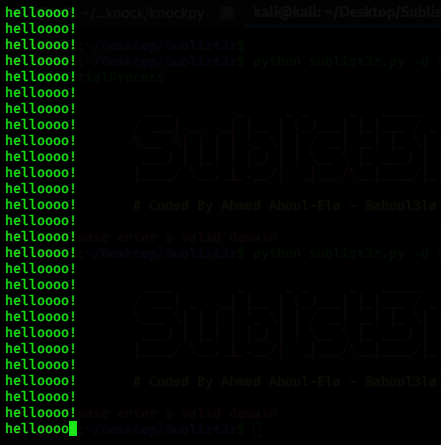 helloooo! ~/…knock/knockpy kali@kali: ~/Desktop/Subli
helloooo!
helloooo! :~/Desktop/Sublist3r$
helloooo! :~/Desktop/Sublist3r$ python sublist3r.py -d
helloooo! tialProcess
helloooo!
helloooo!
helloooo!
helloooo!
helloooo!
helloooo!
helloooo!
helloooo! # Coded By Ahmed Aboul-Ela - @aboul3la
helloooo!
helloooo! ase enter a valid domain
helloooo! :~/Desktop/Sublist3r$ python sublist3r.py -d
helloooo!
helloooo!
helloooo!
helloooo!
helloooo!
helloooo!
helloooo!
helloooo! # Coded By Ahmed Aboul-Ela - @aboul3la
helloooo!
helloooo! ase enter a valid domain
helloooo :~/Desktop/Sublist3r$